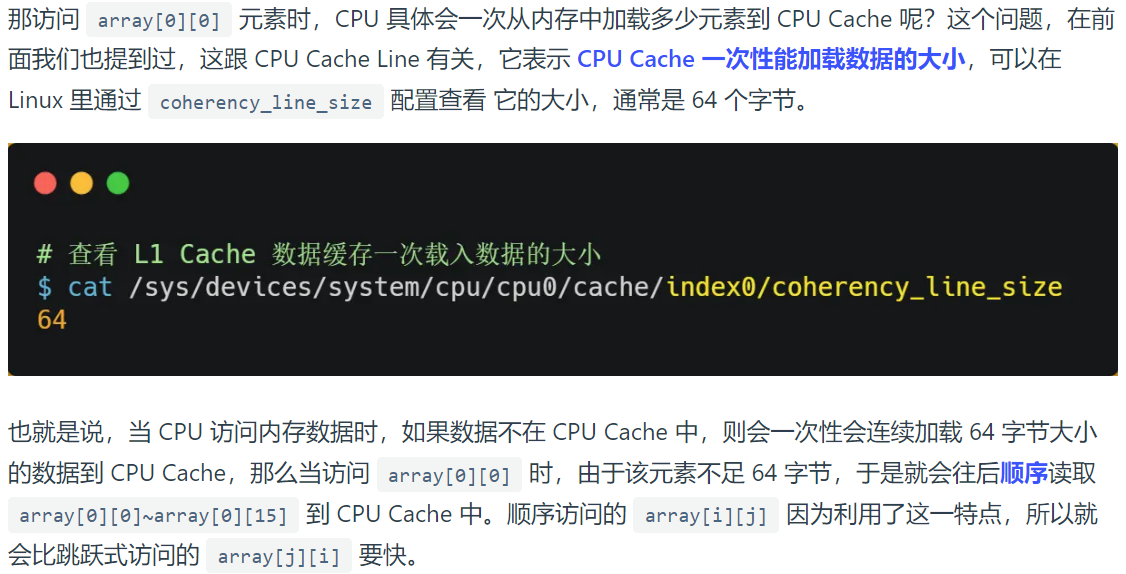 那访问 array[0][0] 元素时，CPU 具体会一次从内存中加载多少元素到 CPU Cache 呢？这个问题，在前
面我们也提到过，这跟 CPU Cache Line 有关，它表示 CPU Cache 一次性能加载数据的大小，可以在
Linux 里通过 coherency_line_size 配置查看 它的大小，通常是 64 个字节。
# 查看 L1 Cache 数据缓存一次载入数据的大小
$ cat /sys/devices/system/cpu/cpu0/cache/index0/coherency_line_size
64
也就是说，当 CPU 访问内存数据时，如果数据不在 CPU Cache 中，则会一次性会连续加载 64 字节大小
的数据到 CPU Cache，那么当访问 array[0][0] 时，由于该元素不足 64 字节，于是就会往后顺序读取
array[0][0]~array[0][15] 到 CPU Cache 中。顺序访问的 array[i][j] 因为利用了这一特点，所以就
会比跳跃式访问的 array[j][i] 要快。